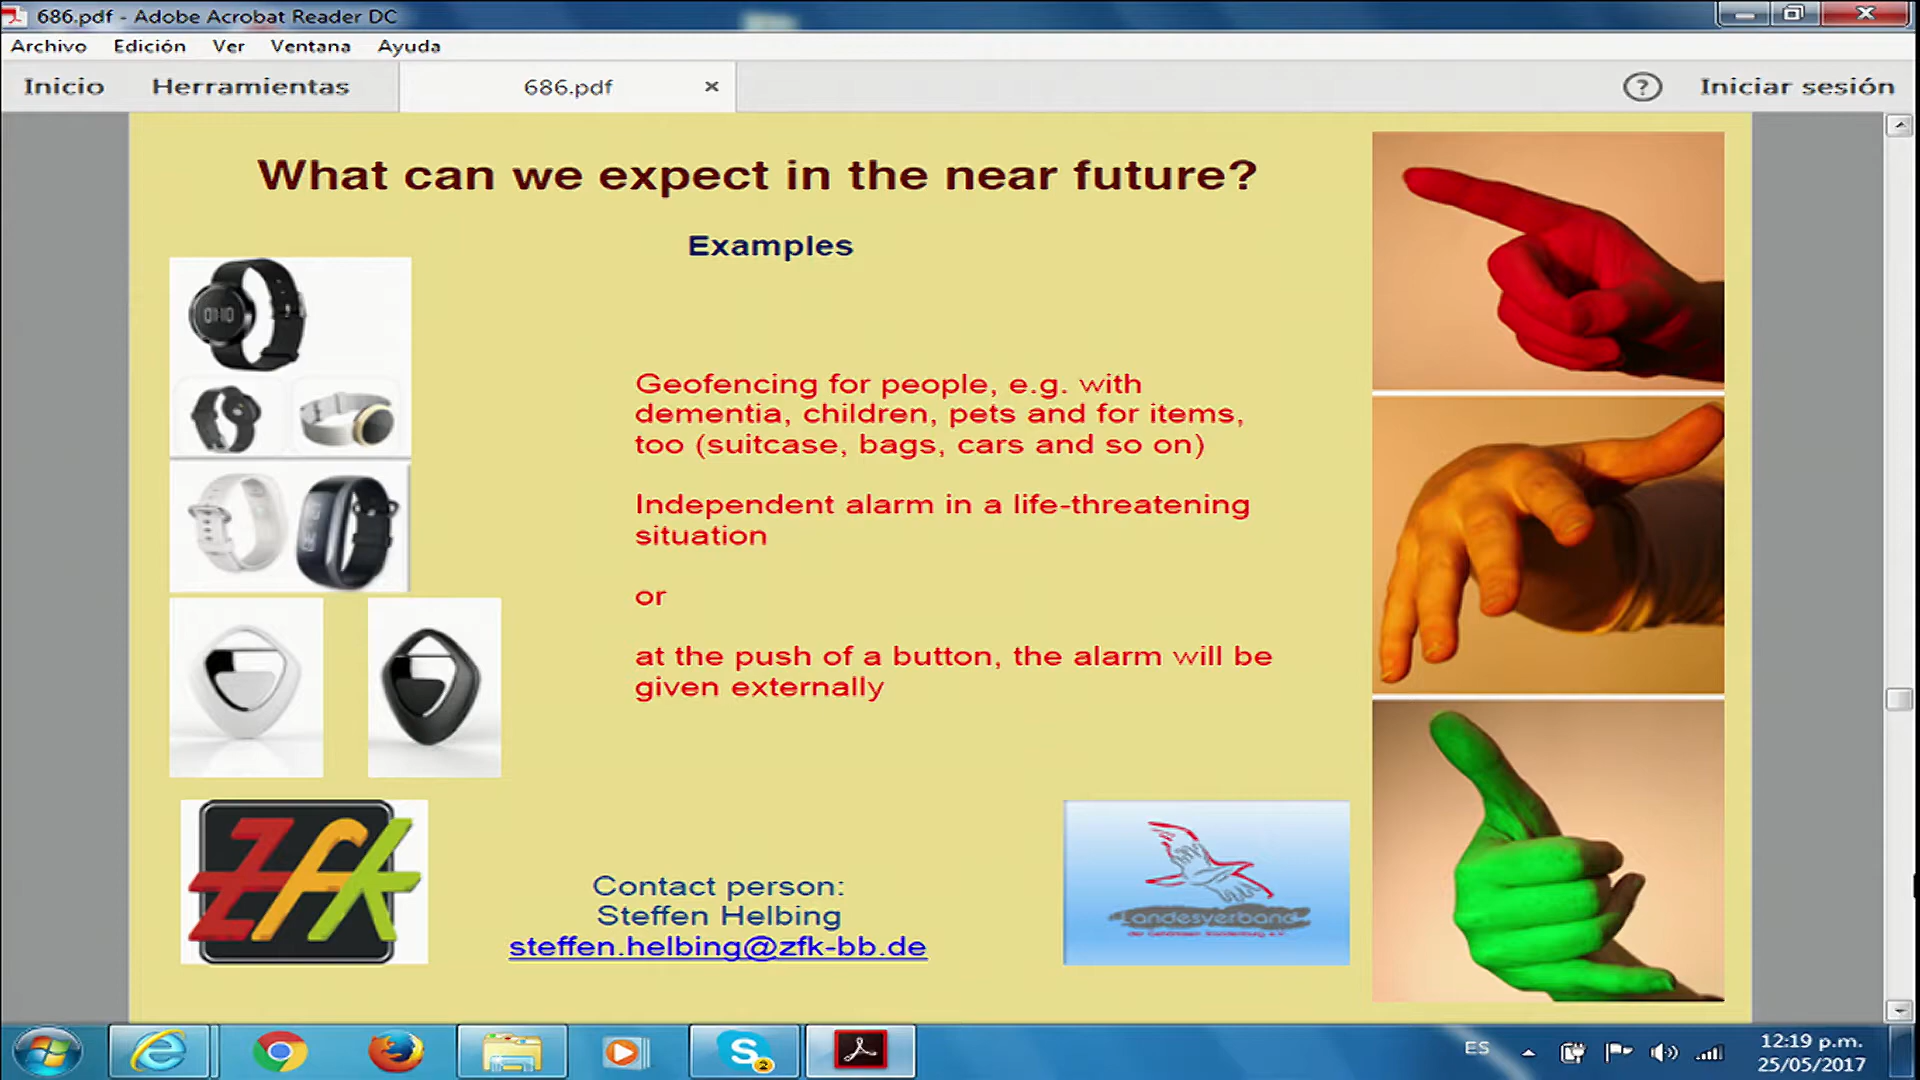 686.pdf - Adobe Acrobat Reader DC
Archivo Edición Ver Ventana Ayuda
Inicio Herramientas 686.pdf × ? Iniciar sesión
What can we expect in the near future?
Examples
Geofencing for people, e.g. with
dementia, children, pets and for items,
too (suitcase, bags, cars and so on)
Independent alarm in a life-threatening
situation
or
at the push of a button, the alarm will be
given externally
zfk
Contact person:
Steffen Helbing
steffen.helbing@zfk-bb.de
Landesverband
ES
12:19 p.m.
25/05/2017